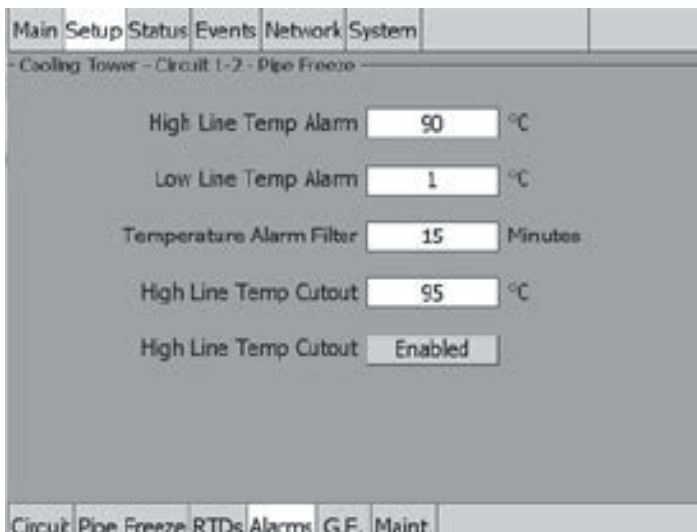 Main Setup Status Events Network System
Cooling Tower - Circuit 1-2 - Pipe Freeze
High Line Temp Alarm 90 °C
Low Line Temp Alarm 1 °C
Temperature Alarm Filter 15 Minutes
High Line Temp Cutout 95 °C
High Line Temp Cutout Enabled
Circuit Pipe Freeze RTDs Alarms G.F. Maint.